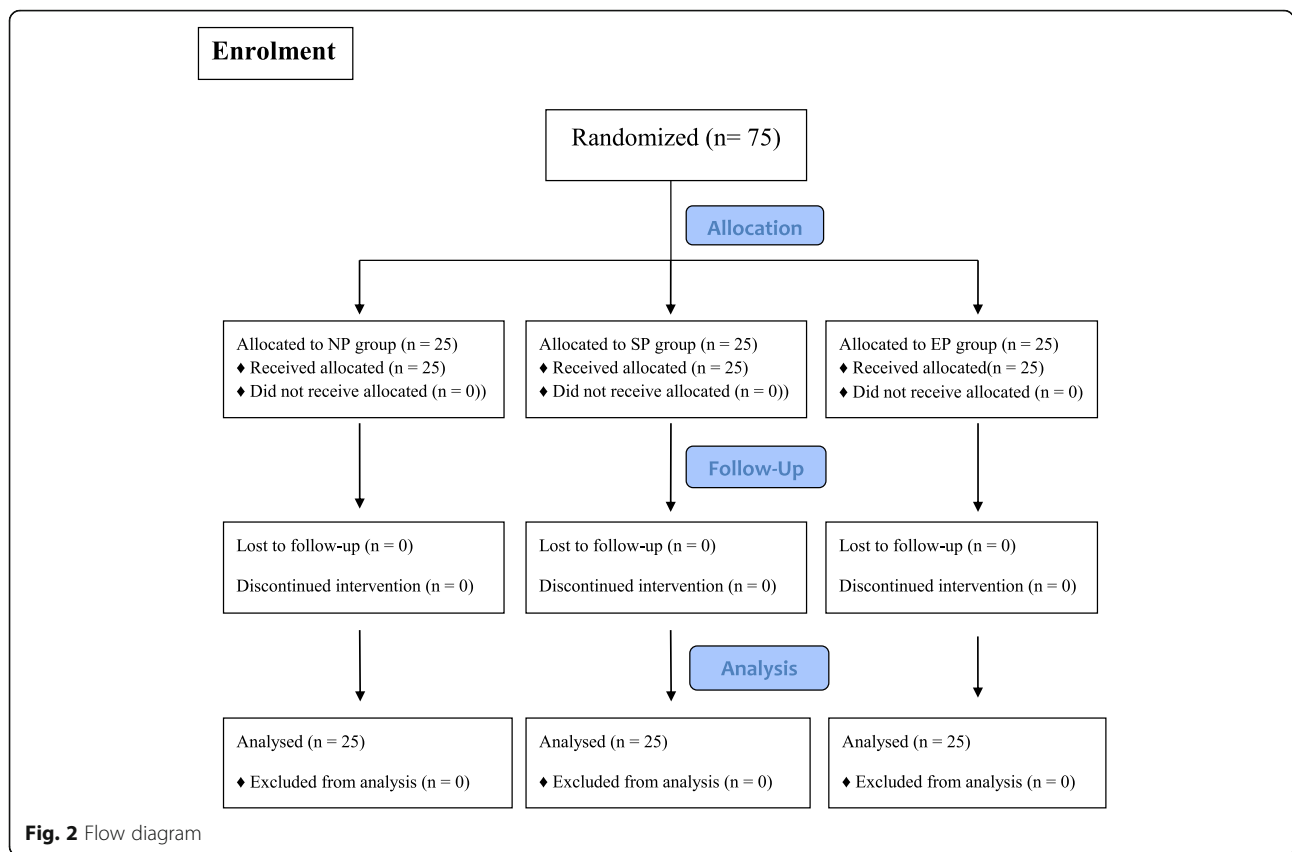 Enrolment
Randomized (n= 75)
Allocation
Allocated to NP group (n = 25)
♦ Received allocated (n = 25)
♦ Did not receive allocated (n = 0))
Allocated to SP group (n = 25)
♦ Received allocated (n = 25)
♦ Did not receive allocated (n = 0))
Allocated to EP group (n = 25)
♦ Received allocated(n = 25)
♦ Did not receive allocated (n = 0)
Follow-Up
Lost to follow-up (n = 0)
Discontinued intervention (n = 0)
Lost to follow-up (n = 0)
Discontinued intervention (n = 0)
Lost to follow-up (n = 0)
Discontinued intervention (n = 0)
Analysis
Analysed (n = 25)
♦ Excluded from analysis (n = 0)
Analysed (n = 25)
♦ Excluded from analysis (n = 0)
Analysed (n = 25)
♦ Excluded from analysis (n = 0)
Fig. 2 Flow diagram